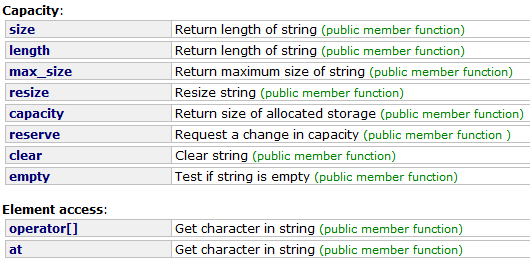 Capacity:
size Return length of string (public member function)
length Return length of string (public member function)
max_size Return maximum size of string (public member function)
resize Resize string (public member function)
capacity Return size of allocated storage (public member function)
reserve Request a change in capacity (public member function )
clear Clear string (public member function)
empty Test if string is empty (public member function)
Element access:
operator[] Get character in string (public member function)
at Get character in string (public member function)